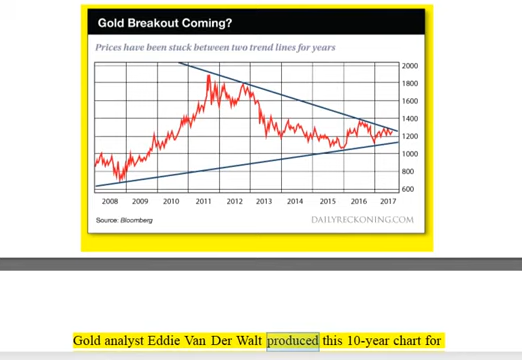 Gold Breakout Coming?
Prices have been stuck between two trend lines for years
2000
1800
1600
1400
1200
1000
800
600
2008 2009 2010 2011 2012 2013 2014 2015 2016 2017
Source: Bloomberg DAILYRECKONING.COM
Gold analyst Eddie Van Der Walt produced this 10-year chart for